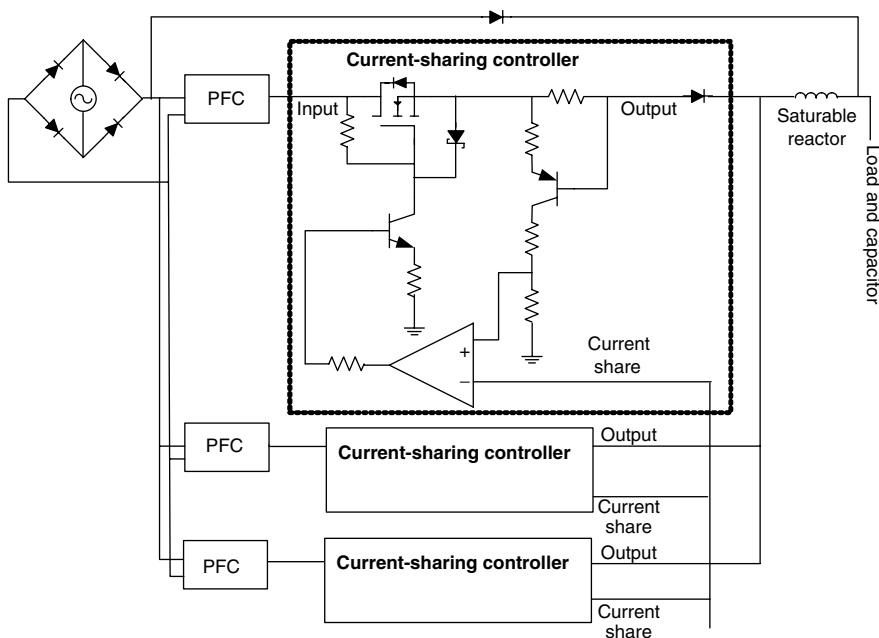 Current-sharing controller
PFC
Input
Output
Saturable
reactor
Load and capacitor
+
−
Current
share
PFC
Current-sharing controller
Output
Current
share
PFC
Current-sharing controller
Output
Current
share